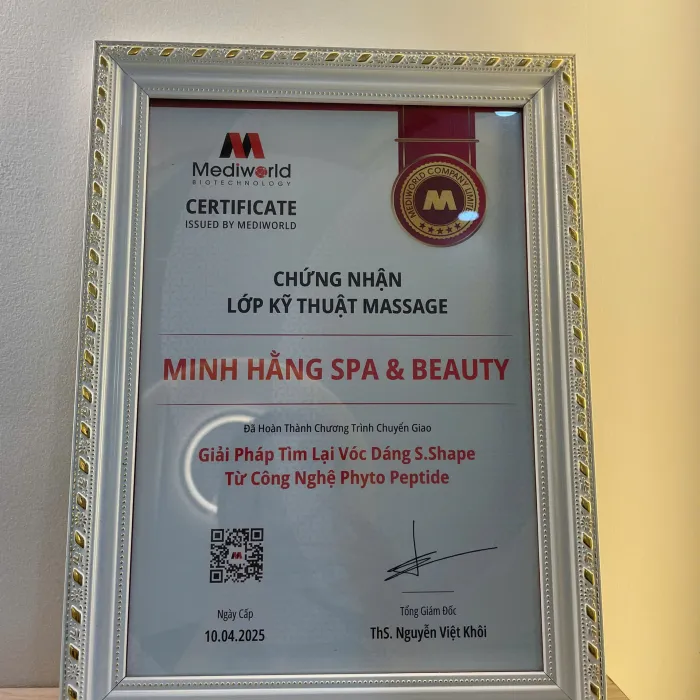 Mediworld
BIOTECHNOLOGY
CERTIFICATE
ISSUED BY MEDIWORLD
MEDIWORLD COMPANY LIMITED
M
CHỨNG NHẬN
LỚP KỸ THUẬT MASSAGE
MINH HẰNG SPA & BEAUTY
Đã Hoàn Thành Chương Trình Chuyển Giao
Giải Pháp Tìm Lại Vóc Dáng S.Shape
Từ Công Nghệ Phyto Peptide
Ngày Cấp
10.04.2025
Tổng Giám Đốc
ThS. Nguyễn Việt Khôi